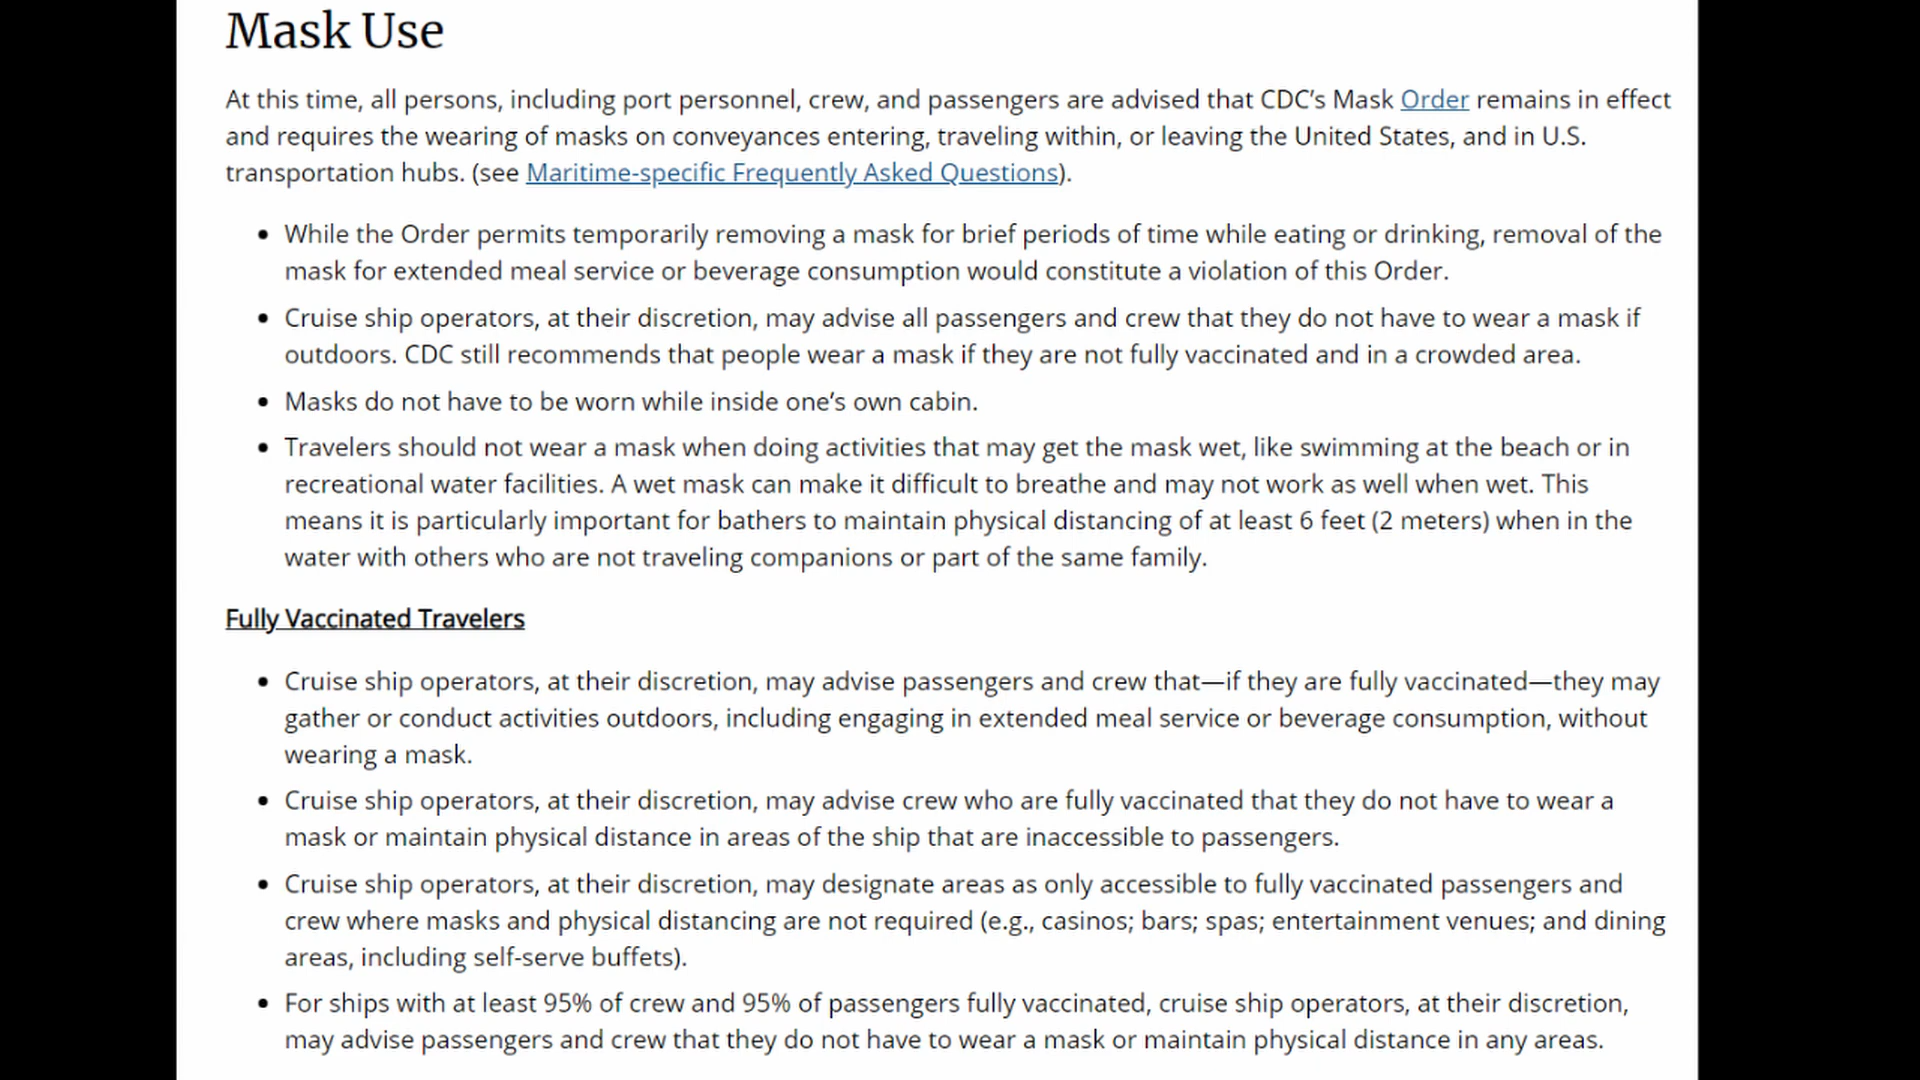 Mask Use
At this time, all persons, including port personnel, crew, and passengers are advised that CDC’s Mask Order remains in effect
and requires the wearing of masks on conveyances entering, traveling within, or leaving the United States, and in U.S.
transportation hubs. (see Maritime-specific Frequently Asked Questions).
• While the Order permits temporarily removing a mask for brief periods of time while eating or drinking, removal of the
mask for extended meal service or beverage consumption would constitute a violation of this Order.
• Cruise ship operators, at their discretion, may advise all passengers and crew that they do not have to wear a mask if
outdoors. CDC still recommends that people wear a mask if they are not fully vaccinated and in a crowded area.
• Masks do not have to be worn while inside one’s own cabin.
• Travelers should not wear a mask when doing activities that may get the mask wet, like swimming at the beach or in
recreational water facilities. A wet mask can make it difficult to breathe and may not work as well when wet. This
means it is particularly important for bathers to maintain physical distancing of at least 6 feet (2 meters) when in the
water with others who are not traveling companions or part of the same family.
Fully Vaccinated Travelers
• Cruise ship operators, at their discretion, may advise passengers and crew that—if they are fully vaccinated—they may
gather or conduct activities outdoors, including engaging in extended meal service or beverage consumption, without
wearing a mask.
• Cruise ship operators, at their discretion, may advise crew who are fully vaccinated that they do not have to wear a
mask or maintain physical distance in areas of the ship that are inaccessible to passengers.
• Cruise ship operators, at their discretion, may designate areas as only accessible to fully vaccinated passengers and
crew where masks and physical distancing are not required (e.g., casinos; bars; spas; entertainment venues; and dining
areas, including self-serve buffets).
• For ships with at least 95% of crew and 95% of passengers fully vaccinated, cruise ship operators, at their discretion,
may advise passengers and crew that they do not have to wear a mask or maintain physical distance in any areas.